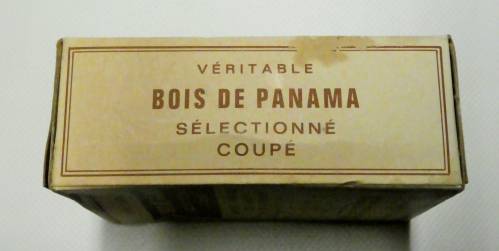 VÉRITABLE
BOIS DE PANAMA
SÉLECTIONNÉ
COUPÉ